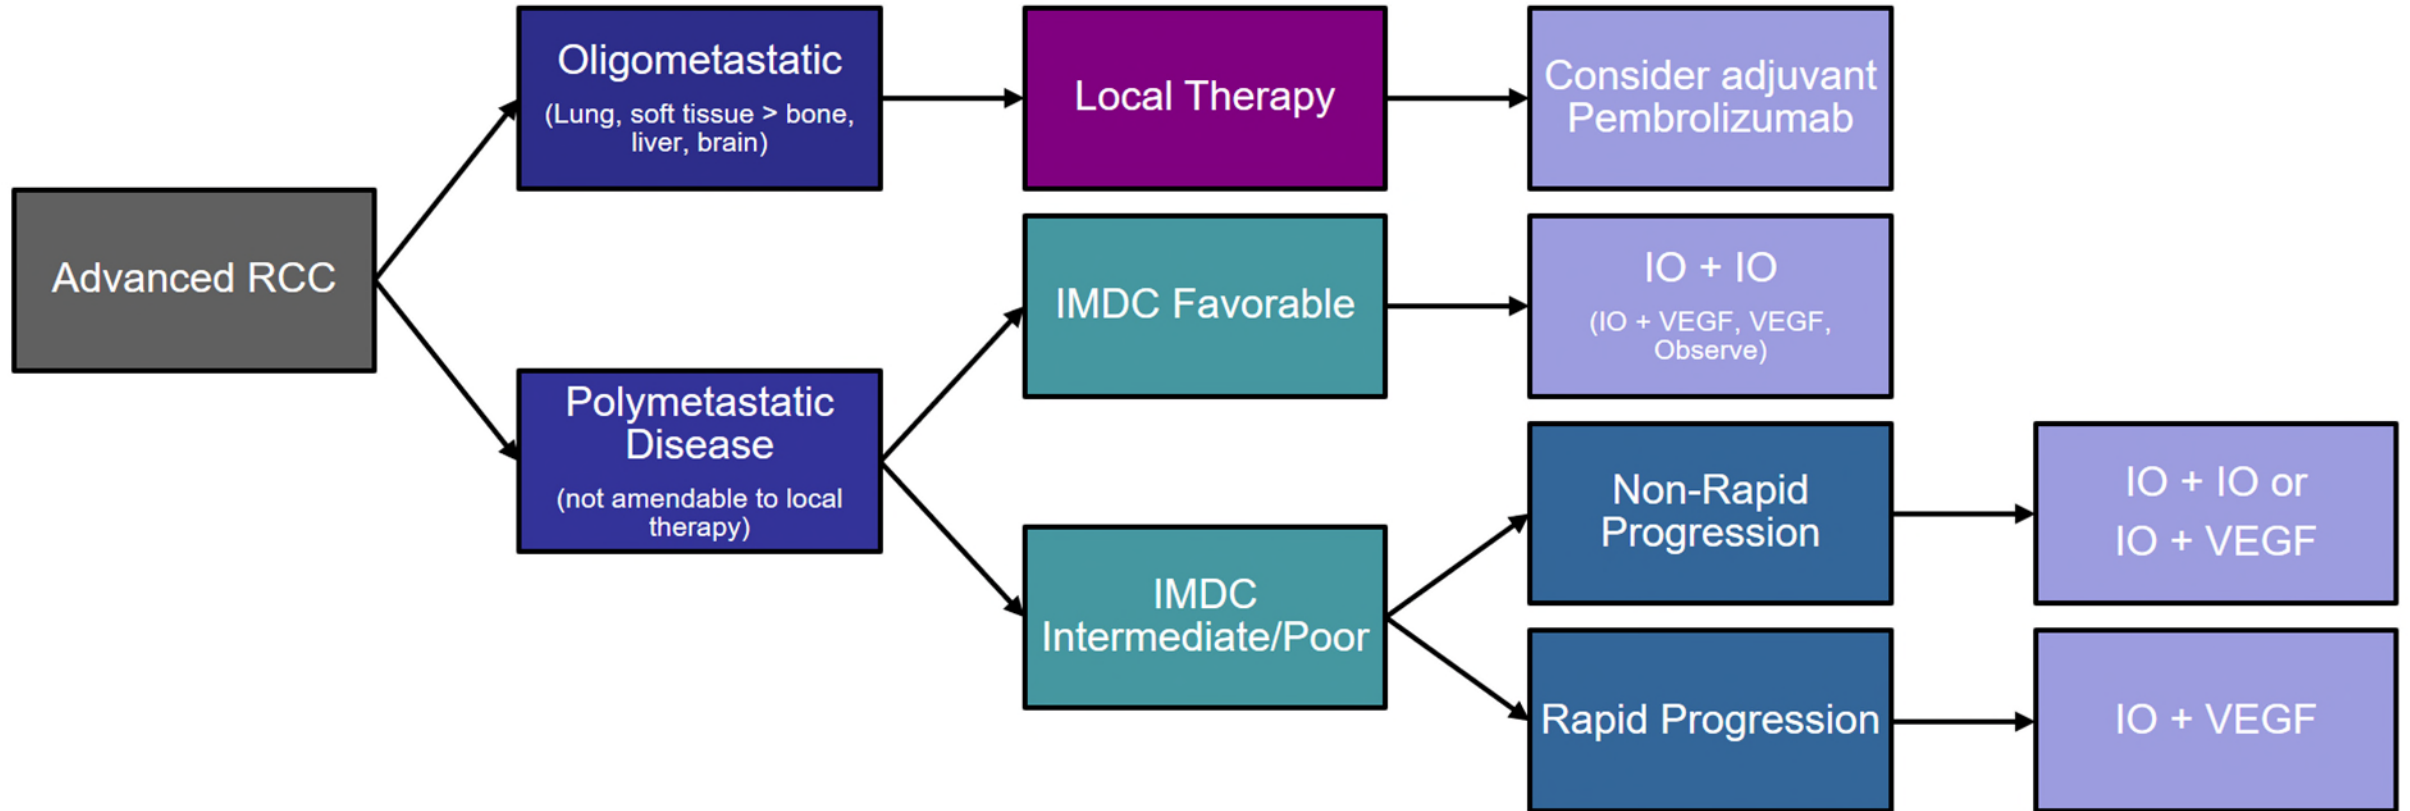 Advanced RCC
Oligometastatic
(Lung, soft tissue > bone,
liver, brain)
Local Therapy
Consider adjuvant
Pembrolizumab
Polymetastatic
Disease
(not amendable to local
therapy)
IMDC Favorable
IO + IO
(IO + VEGF, VEGF,
Observe)
IMDC
Intermediate/Poor
Non-Rapid
Progression
IO + IO or
IO + VEGF
Rapid Progression
IO + VEGF